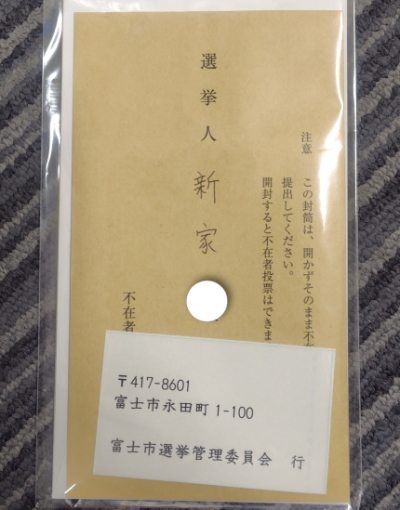 選挙人 新家
注意 この封筒は、開かずそのまま不在
提出してください。
開封すると不在者投票はできま
不在者
〒417-8601
富士市永田町1-100
富士市選挙管理委員会 行